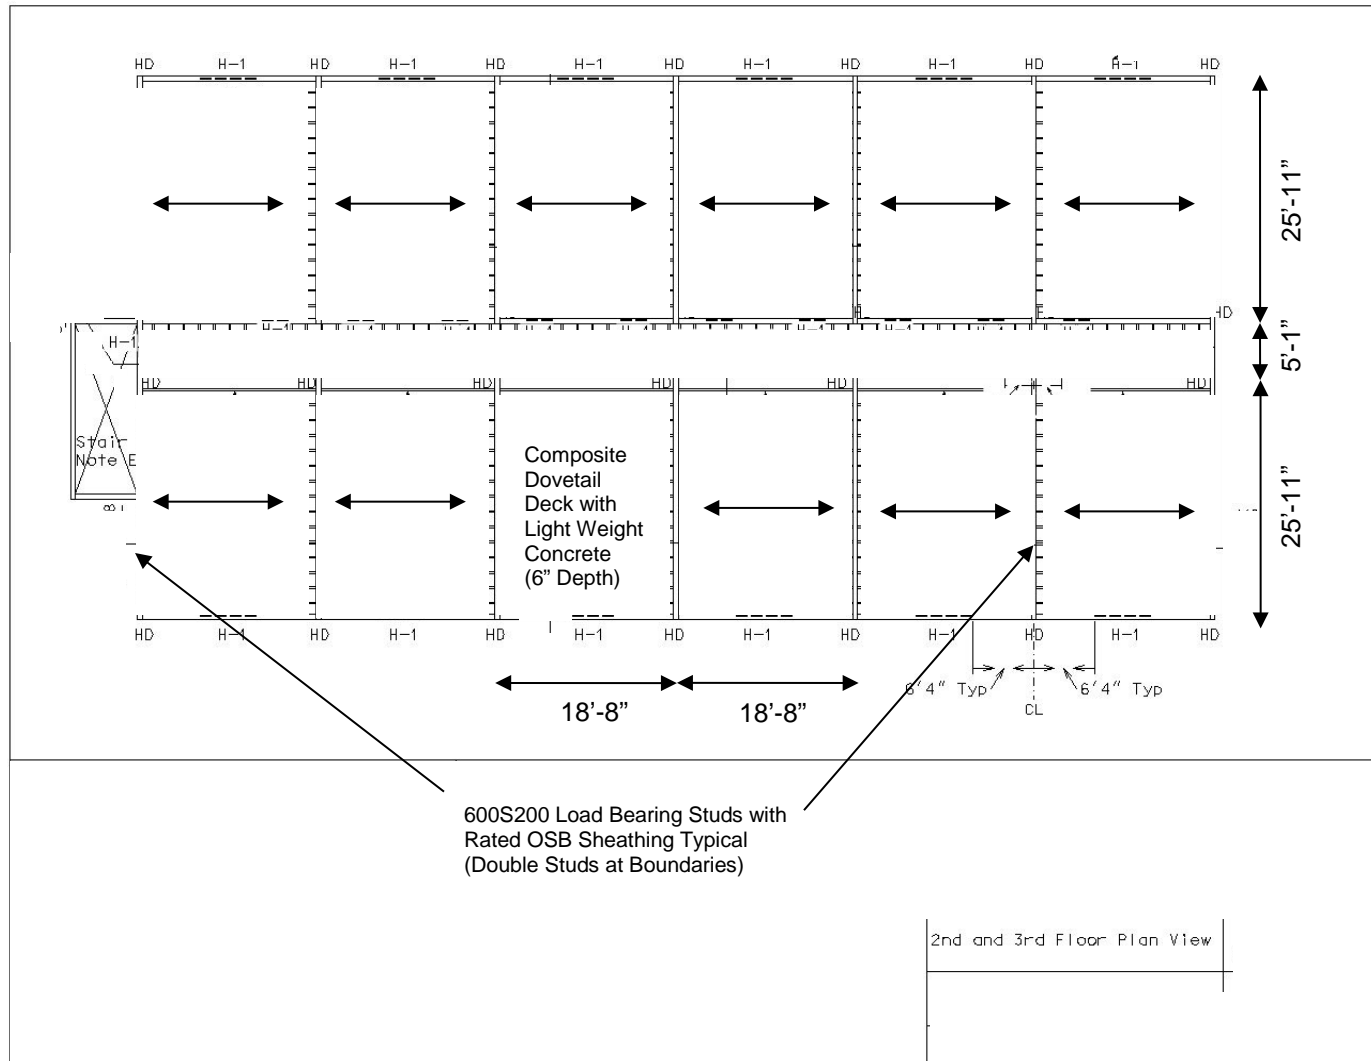 HD H-1 HD H-1 HD H-1 HD H-1 HD H-1 HD H-1 HD
25'-11"
HD
H-1
5'-1"
HD HD HD HD HD
Stair
Note E
Composite
Dovetail
Deck with
Light Weight
Concrete
(6" Depth)
25'-11"
HD H-1 HD H-1 HD H-1 HD H-1 HD H-1 HD H-1 HD
6'4" Typ 6'4" Typ
CL
18'-8" 18'-8"
600S200 Load Bearing Studs with
Rated OSB Sheathing Typical
(Double Studs at Boundaries)
2nd and 3rd Floor Plan View